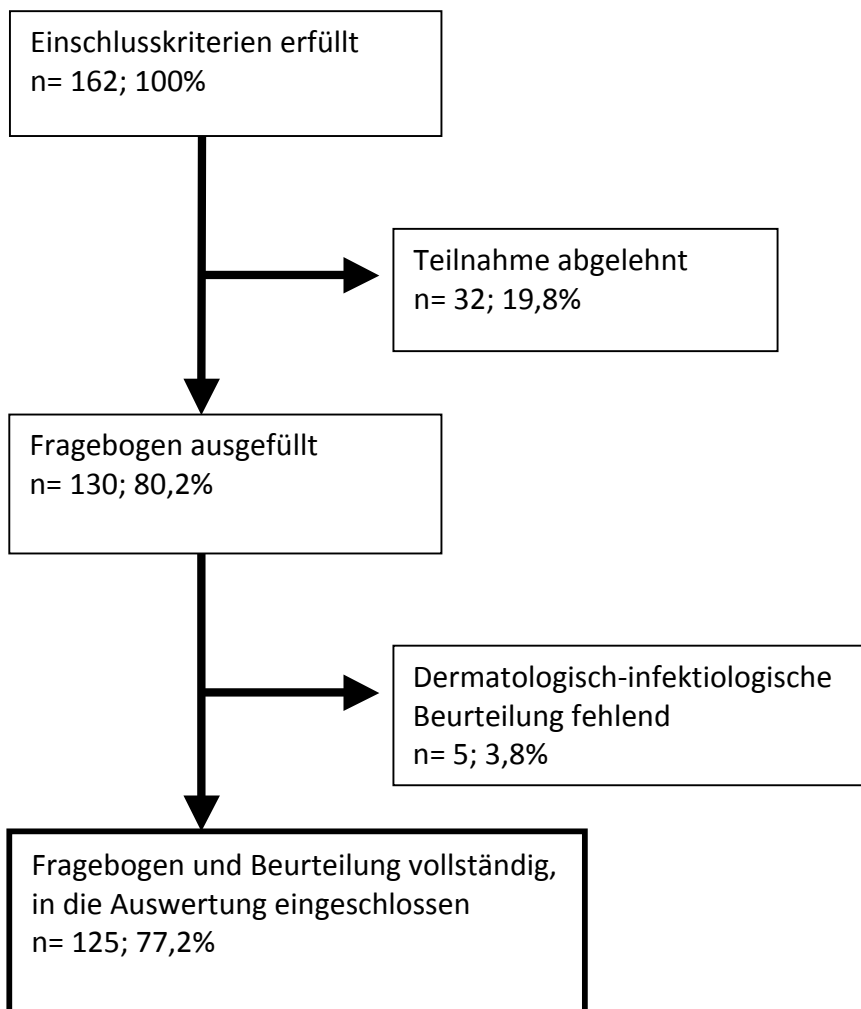 Einschlusskriterien erfüllt
n= 162; 100%
Teilnahme abgelehnt
n= 32; 19,8%
Fragebogen ausgefüllt
n= 130; 80,2%
Dermatologisch-infektiologische
Beurteilung fehlend
n= 5; 3,8%
Fragebogen und Beurteilung vollständig,
in die Auswertung eingeschlossen
n= 125; 77,2%